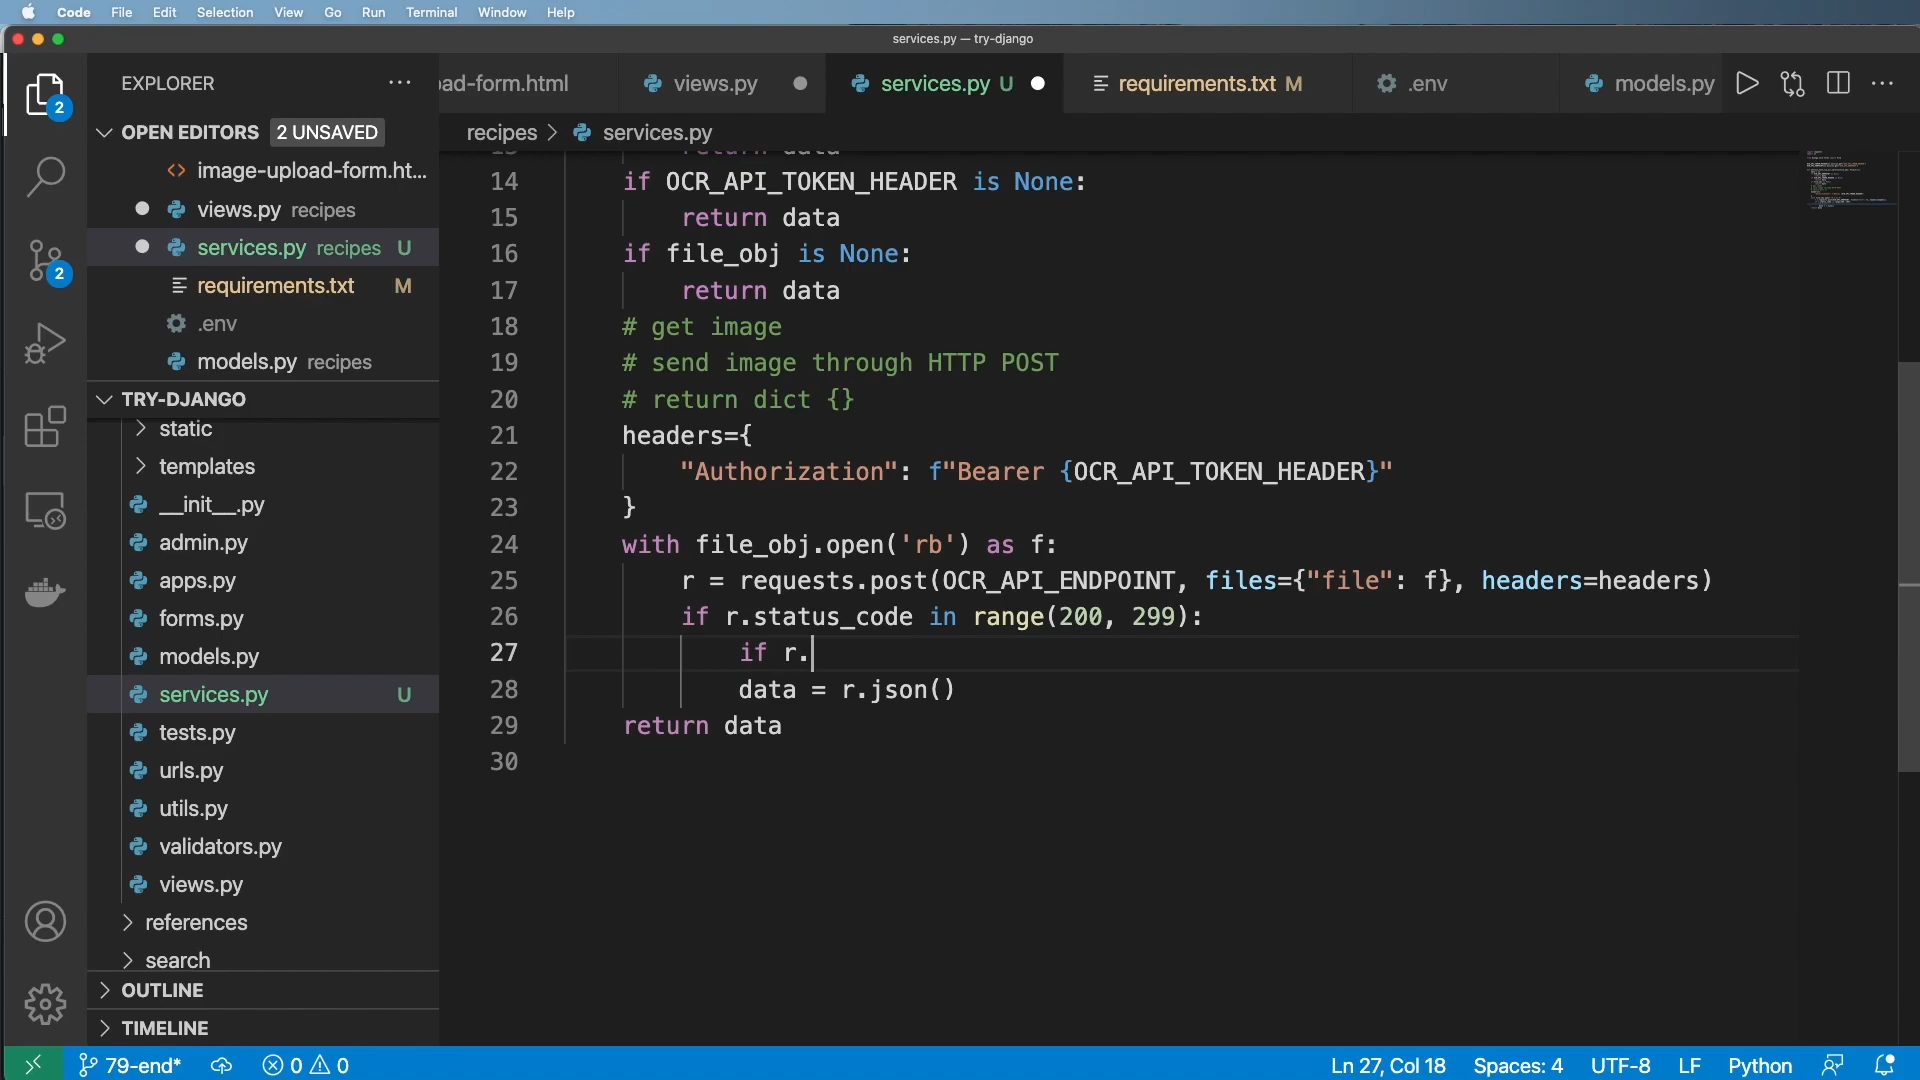 Code File Edit Selection View Go Run Terminal Window Help
services.py — try-django
EXPLORER
ad-form.html views.py services.py U requirements.txt M .env models.py
OPEN EDITORS 2 UNSAVED
recipes > services.py
image-upload-form.ht...
views.py recipes
services.py recipes U
requirements.txt M
.env
models.py recipes
TRY-DJANGO
static
templates
__init__.py
admin.py
apps.py
forms.py
models.py
services.py U
tests.py
urls.py
utils.py
validators.py
views.py
references
search
OUTLINE
TIMELINE
14 if OCR_API_TOKEN_HEADER is None:
15 return data
16 if file_obj is None:
17 return data
18 # get image
19 # send image through HTTP POST
20 # return dict {}
21 headers={
22 "Authorization": f"Bearer {OCR_API_TOKEN_HEADER}"
23 }
24 with file_obj.open('rb') as f:
25 r = requests.post(OCR_API_ENDPOINT, files={"file": f}, headers=headers)
26 if r.status_code in range(200, 299):
27 if r.
28 data = r.json()
29 return data
30
2
2
79-end* 0 0 Ln 27, Col 18 Spaces: 4 UTF-8 LF Python